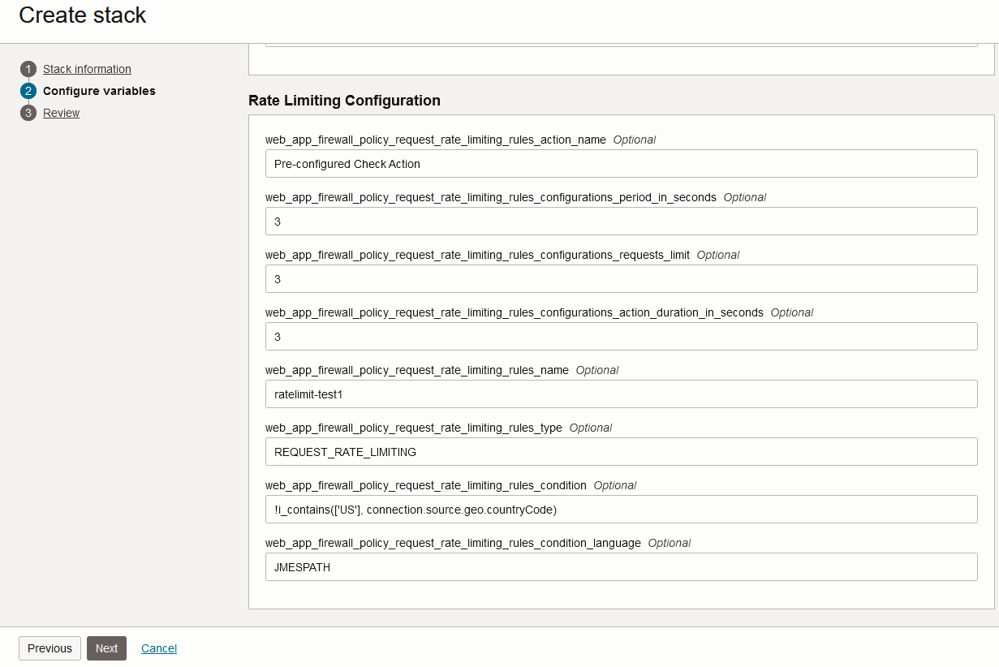 Create stack
1 Stack information
2 Configure variables
3 Review
Rate Limiting Configuration
web_app_firewall_policy_request_rate_limiting_rules_action_name Optional
Pre-configured Check Action
web_app_firewall_policy_request_rate_limiting_rules_configurations_period_in_seconds Optional
3
web_app_firewall_policy_request_rate_limiting_rules_configurations_requests_limit Optional
3
web_app_firewall_policy_request_rate_limiting_rules_configurations_action_duration_in_seconds Optional
3
web_app_firewall_policy_request_rate_limiting_rules_name Optional
ratelimit-test1
web_app_firewall_policy_request_rate_limiting_rules_type Optional
REQUEST_RATE_LIMITING
web_app_firewall_policy_request_rate_limiting_rules_condition Optional
!i_contains(['US'], connection.source.geo.countryCode)
web_app_firewall_policy_request_rate_limiting_rules_condition_language Optional
JMESPATH
Previous Next Cancel